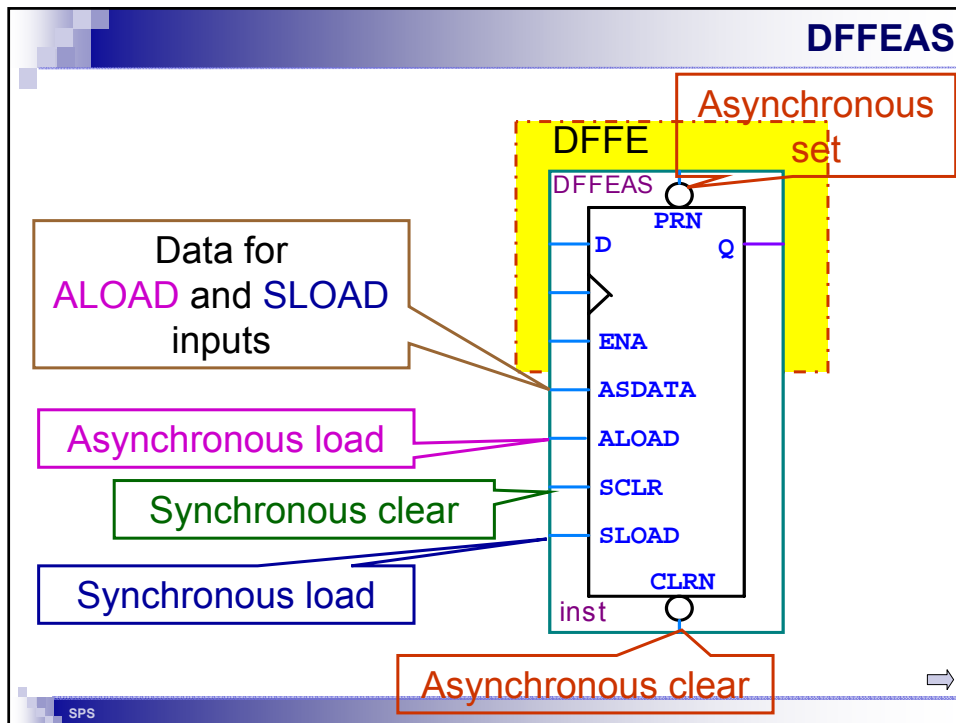 DFFEAS
Asynchronous
set
DFFE
DFFEAS
PRN
D
Q
Data for
ALOAD and SLOAD
inputs
ENA
ASDATA
Asynchronous load
ALOAD
Synchronous clear
SCLR
SLOAD
Synchronous load
CLRN
inst
Asynchronous clear
SPS